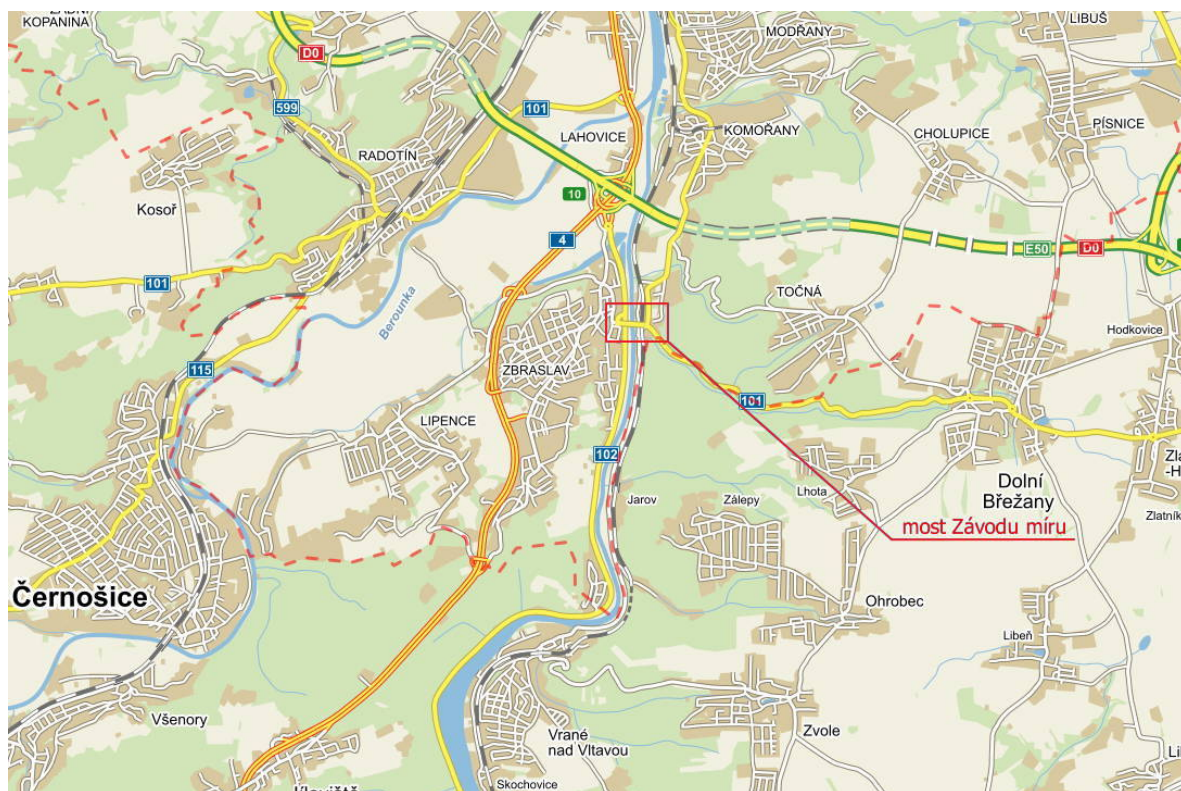 ZADNÍ
KOPANINA
D0
LIBUŠ
MODŘANY
599
101
LAHOVICE
KOMOŘANY
CHOLUPICE
PÍSNICE
RADOTÍN
10
Kosoř
4
E50
D0
101
Berounka
TOČNÁ
Hodkovice
115
ZBRASLAV
101
LIPENCE
102
Jarov
Zálepy
Lhota
Dolní
Břežany
Zlatník
most Závodu míru
Černošice
Ohrobec
Libeň
Všenory
Vrané
nad Vltavou
Zvole
Skochovice